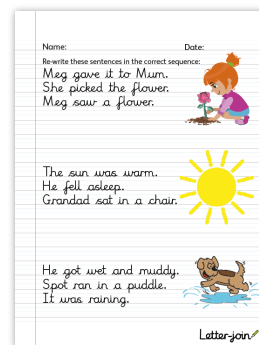 Name: Date:
Re-write these sentences in the correct sequence:
Meg gave it to Mum.
She picked the flower.
Meg saw a flower.
The sun was warm.
He fell asleep.
Grandad sat in a chair.
He got wet and muddy.
Spot ran in a puddle.
It was raining.
Letter-join